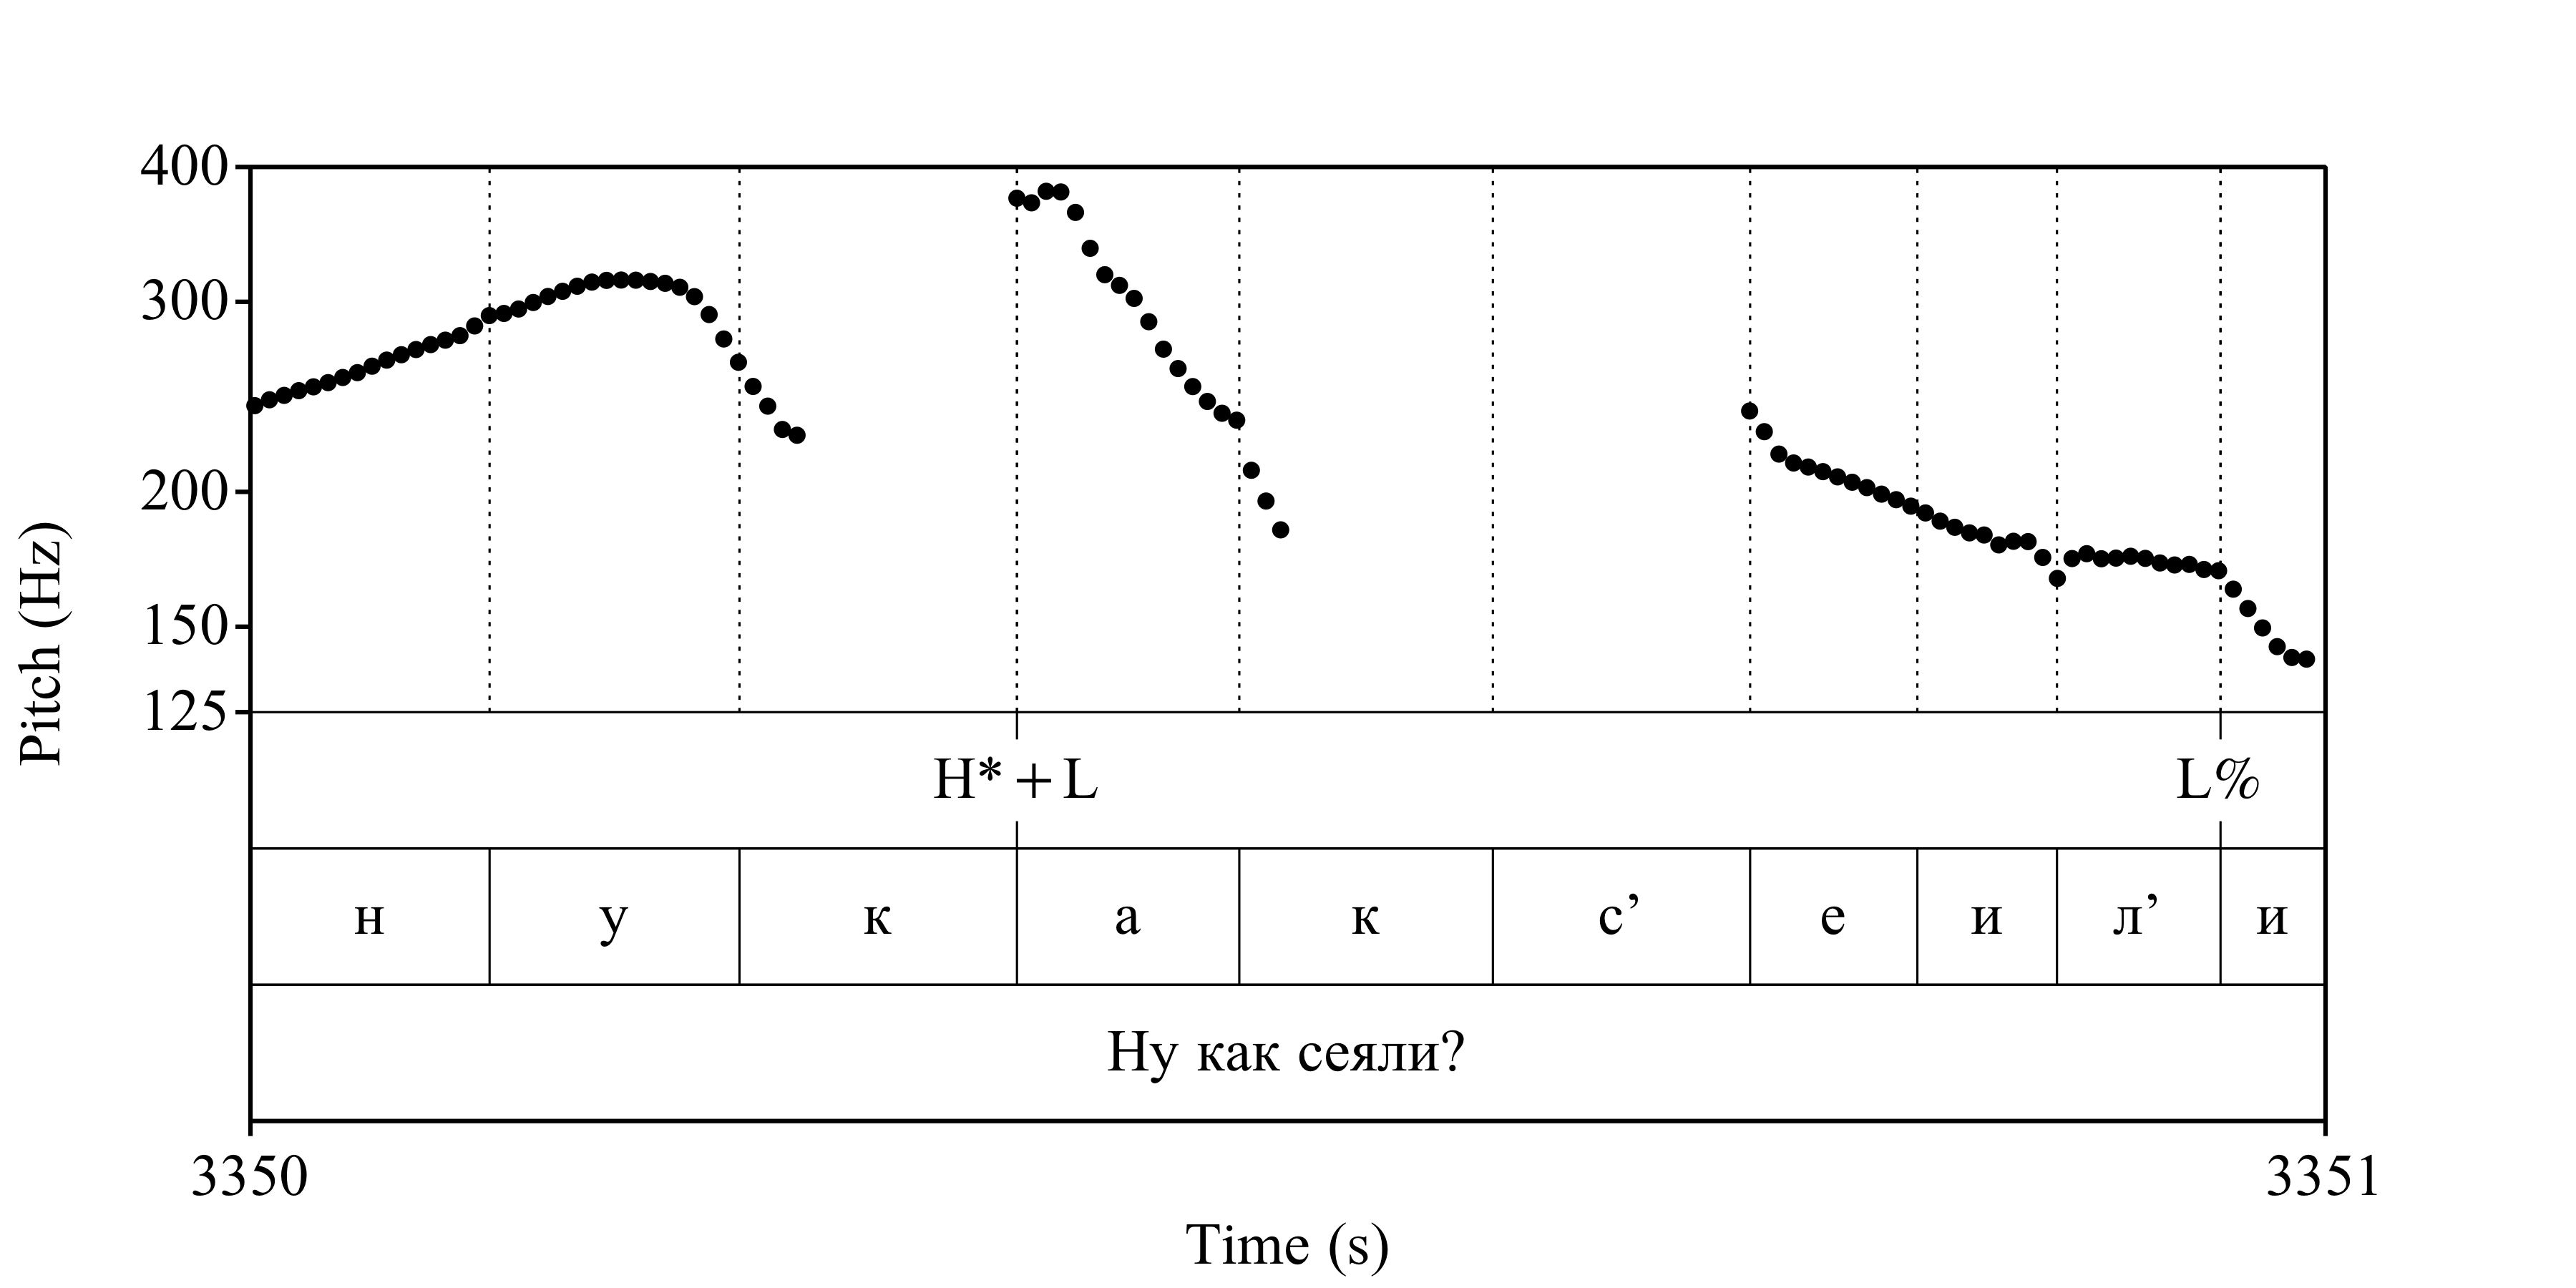 400
300
200
150
125
Pitch (Hz)
H* + L L%
н у к а к с’ е и л’ и
Ну как сеяли?
3350 3351
Time (s)